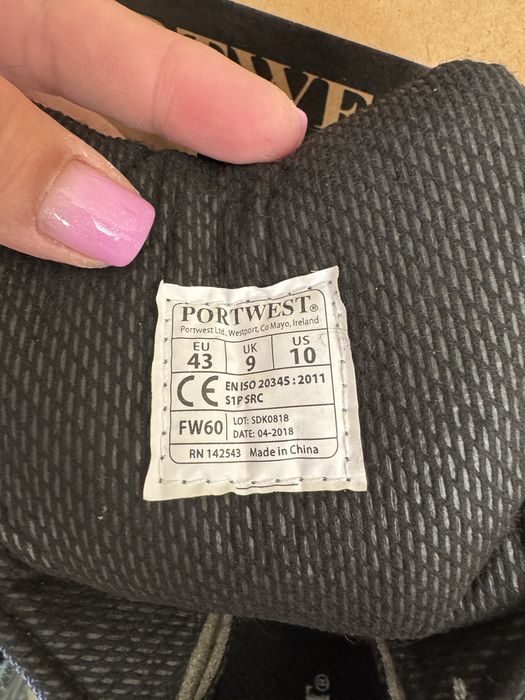 PORTWEST®
Portwest Ltd, Westport, Co Mayo, Ireland
EU UK US
43 9 10
CE EN ISO 20345 : 2011
S1P SRC
FW60 LOT: SDK0818
DATE: 04-2018
RN 142543 Made in China